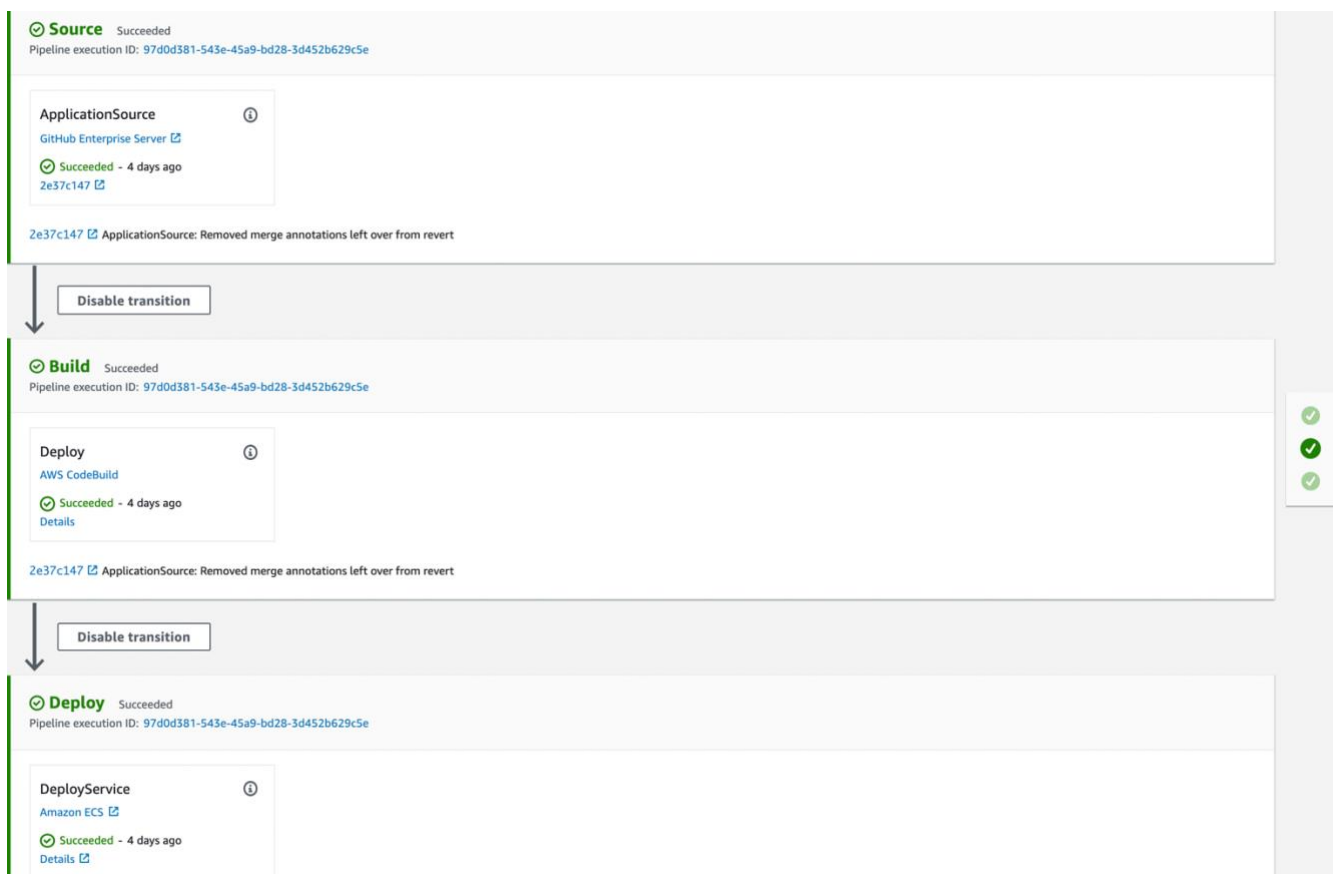 Source Succeeded
Pipeline execution ID: 97d0d381-543e-45a9-bd28-3d452b629c5e
ApplicationSource
GitHub Enterprise Server
Succeeded - 4 days ago
2e37c147
2e37c147 ApplicationSource: Removed merge annotations left over from revert
Disable transition
Build Succeeded
Pipeline execution ID: 97d0d381-543e-45a9-bd28-3d452b629c5e
Deploy
AWS CodeBuild
Succeeded - 4 days ago
Details
2e37c147 ApplicationSource: Removed merge annotations left over from revert
Disable transition
Deploy Succeeded
Pipeline execution ID: 97d0d381-543e-45a9-bd28-3d452b629c5e
DeployService
Amazon ECS
Succeeded - 4 days ago
Details